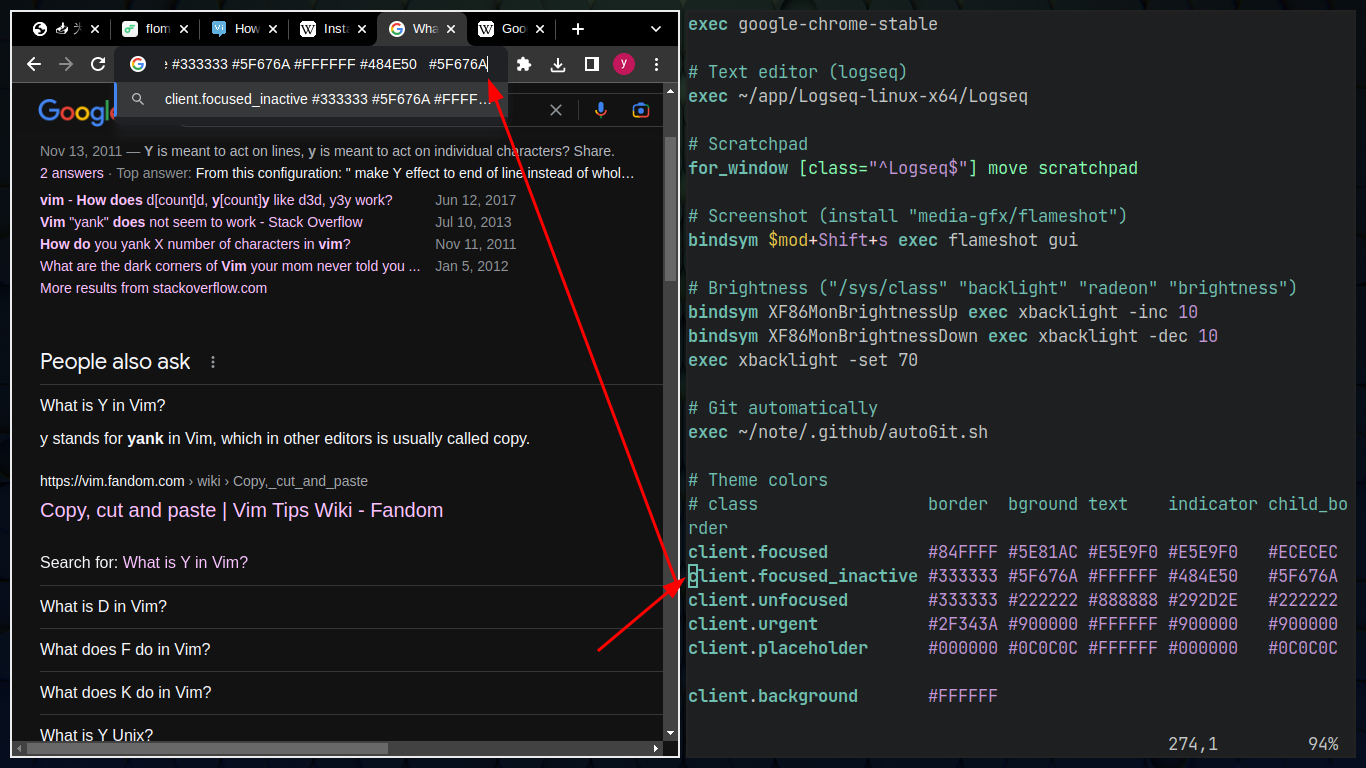 flom
How
Insta
Wha
Goo
e #333333 #5F676A #FFFFFF #484E50   #5F676A
y
client.focused_inactive #333333 #5F676A #FFFF…
Googl
Nov 13, 2011 — Y is meant to act on lines, y is meant to act on individual characters? Share.
2 answers · Top answer: From this configuration: " make Y effect to end of line instead of whol…
vim - How does d[count]d, y[count]y like d3d, y3y work? Jun 12, 2017
Vim "yank" does not seem to work - Stack Overflow Jul 10, 2013
How do you yank X number of characters in vim? Nov 11, 2011
What are the dark corners of Vim your mom never told you ... Jan 5, 2012
More results from stackoverflow.com
People also ask
What is Y in Vim?
y stands for yank in Vim, which in other editors is usually called copy.
https://vim.fandom.com › wiki › Copy,_cut_and_paste
Copy, cut and paste | Vim Tips Wiki - Fandom
Search for: What is Y in Vim?
What is D in Vim?
What does F do in Vim?
What does K do in Vim?
What is Y Unix?
exec google-chrome-stable
# Text editor (logseq)
exec ~/app/Logseq-linux-x64/Logseq
# Scratchpad
for_window [class="^Logseq$"] move scratchpad
# Screenshot (install "media-gfx/flameshot")
bindsym $mod+Shift+s exec flameshot gui
# Brightness ("/sys/class" "backlight" "radeon" "brightness")
bindsym XF86MonBrightnessUp exec xbacklight -inc 10
bindsym XF86MonBrightnessDown exec xbacklight -dec 10
exec xbacklight -set 70
# Git automatically
exec ~/note/.github/autoGit.sh
# Theme colors
# class                 border  bground text    indicator child_bo
rder
client.focused          #84FFFF #5E81AC #E5E9F0 #E5E9F0   #ECECEC
client.focused_inactive #333333 #5F676A #FFFFFF #484E50   #5F676A
client.unfocused        #333333 #222222 #888888 #292D2E   #222222
client.urgent           #2F343A #900000 #FFFFFF #900000   #900000
client.placeholder      #000000 #0C0C0C #FFFFFF #000000   #0C0C0C
client.background       #FFFFFF
274,1         94%